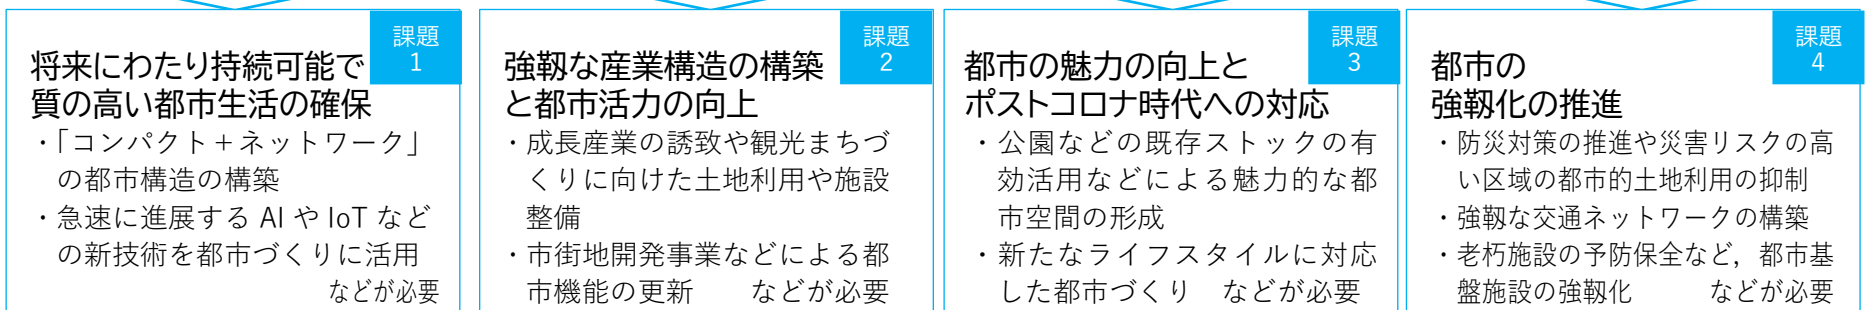 課題
1
将来にわたり持続可能で
質の高い都市生活の確保
・「コンパクト＋ネットワーク」
の都市構造の構築
・急速に進展する AI や IoT など
の新技術を都市づくりに活用
などが必要
課題
2
強靱な産業構造の構築
と都市活力の向上
・成長産業の誘致や観光まちづ
くりに向けた土地利用や施設
整備
・市街地開発事業などによる都
市機能の更新　などが必要
課題
3
都市の魅力の向上と
ポストコロナ時代への対応
・公園などの既存ストックの有
効活用などによる魅力的な都
市空間の形成
・新たなライフスタイルに対応
した都市づくり　などが必要
課題
4
都市の
強靱化の推進
・防災対策の推進や災害リスクの高
い区域の都市的土地利用の抑制
・強靱な交通ネットワークの構築
・老朽施設の予防保全など，都市基
盤施設の強靱化　などが必要